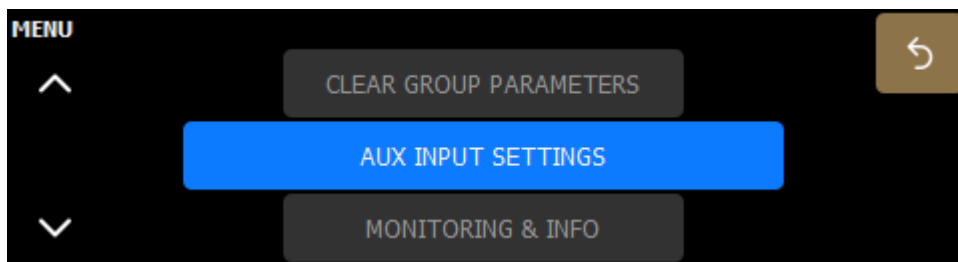 MENU
CLEAR GROUP PARAMETERS
AUX INPUT SETTINGS
MONITORING & INFO